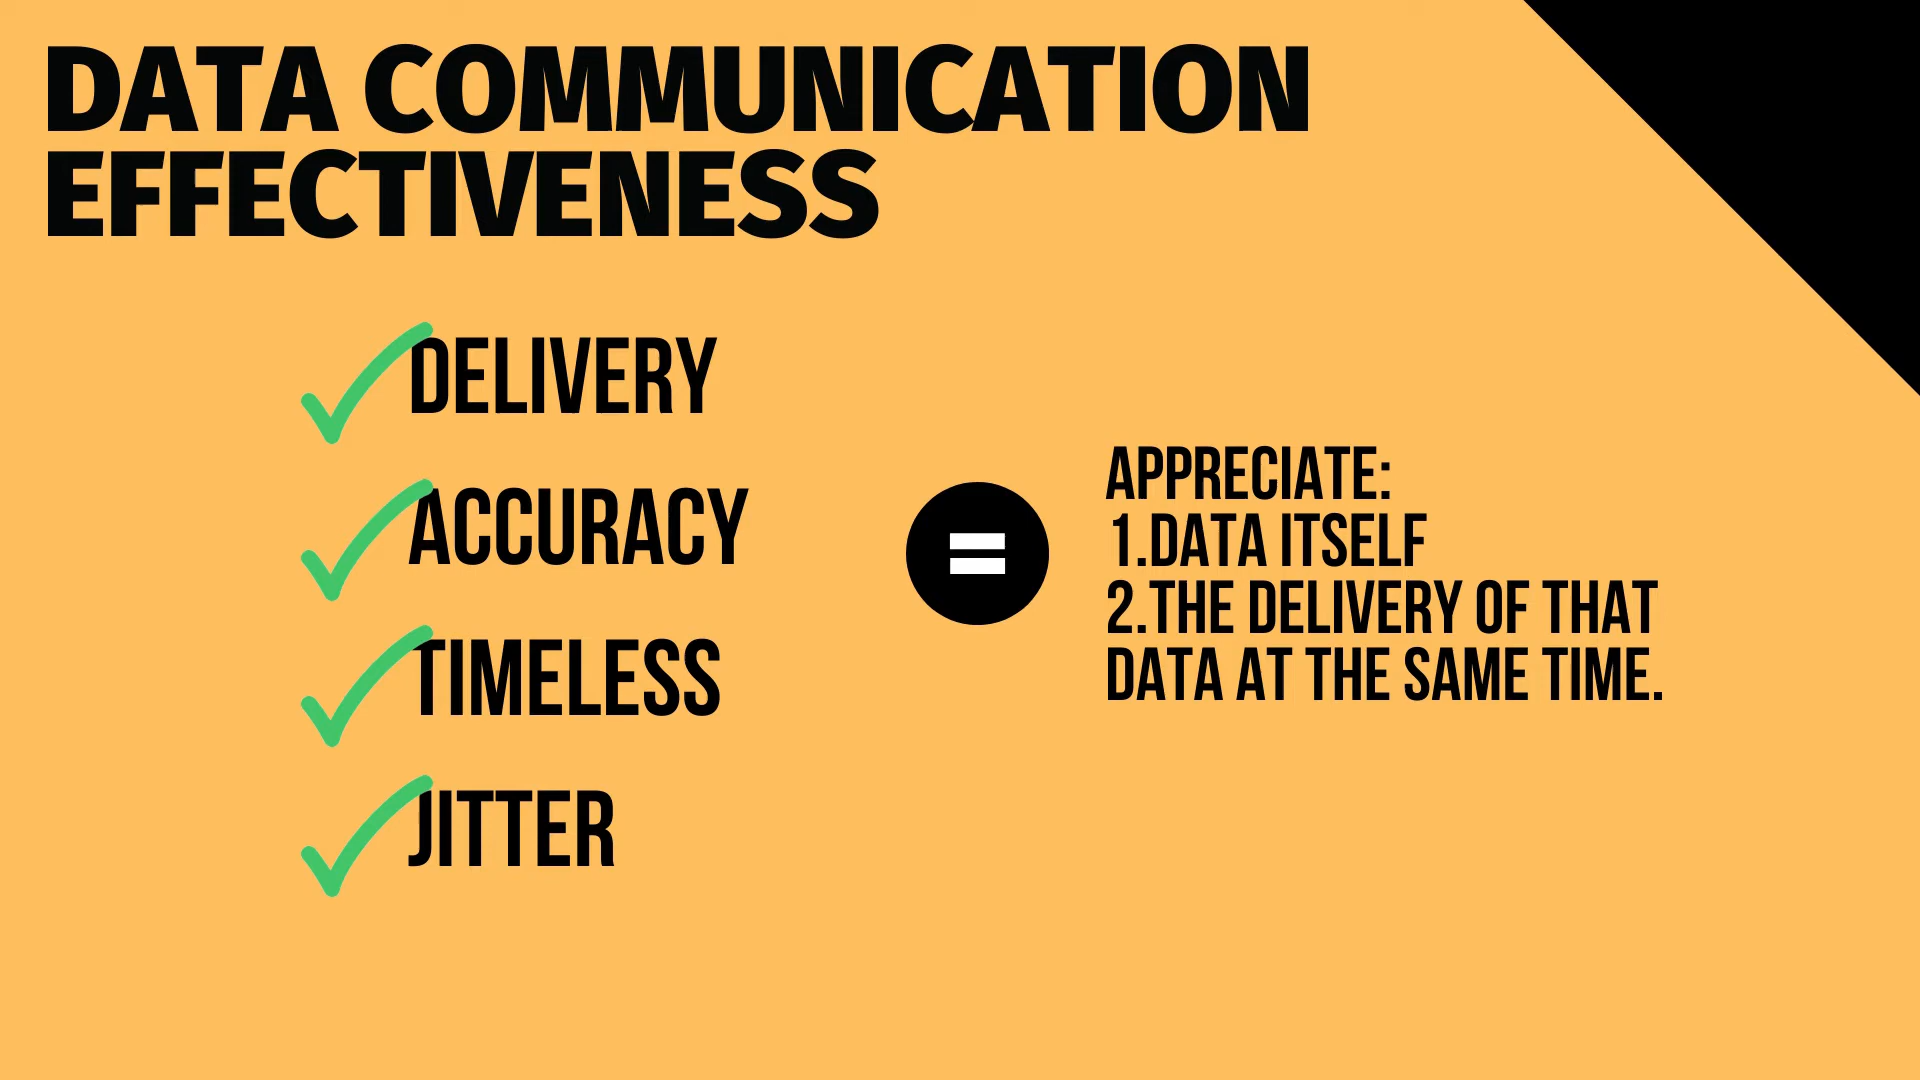 DATA COMMUNICATION
EFFECTIVENESS
DELIVERY
ACCURACY
TIMELESS
JITTER
=
APPRECIATE:
1.DATA ITSELF
2.THE DELIVERY OF THAT
DATA AT THE SAME TIME.